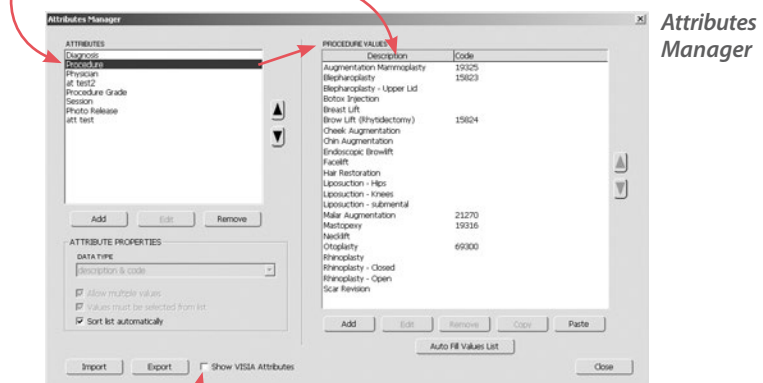 Attributes Manager
Attributes
Manager
ATTRIBUTES
Diagnosis
Procedure
Physician
at test2
Procedure Grade
Session
Photo Release
att test
Add
Edit
Remove
ATTRIBUTE PROPERTIES
DATA TYPE
description & code
Allow multiple values
Values must be selected from list
Sort list automatically
PROCEDURE VALUES
Description Code
Augmentation Mammoplasty 19325
Blepharoplasty 15823
Blepharoplasty - Upper Lid
Botox Injection
Breast Lift
Brow Lift (Rhytidectomy) 15824
Cheek Augmentation
Chin Augmentation
Endoscopic Browlift
Facelift
Hair Restoration
Liposuction - Hips
Liposuction - Knees
Liposuction - submental
Malar Augmentation 21270
Mastopexy 19316
Necklift
Otoplasty 69300
Rhinoplasty
Rhinoplasty - Closed
Rhinoplasty - Open
Scar Revision
Add
Edit
Remove
Copy
Paste
Auto Fill Values List
Import
Export
Show VISIA Attributes
Close